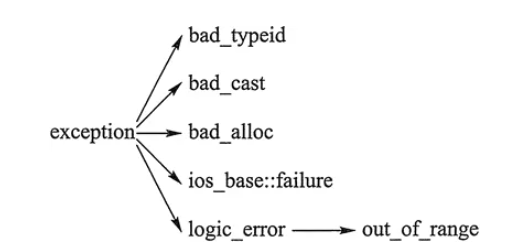 bad_typeid
bad_cast
exception bad_alloc
ios_base::failure
logic_error out_of_range